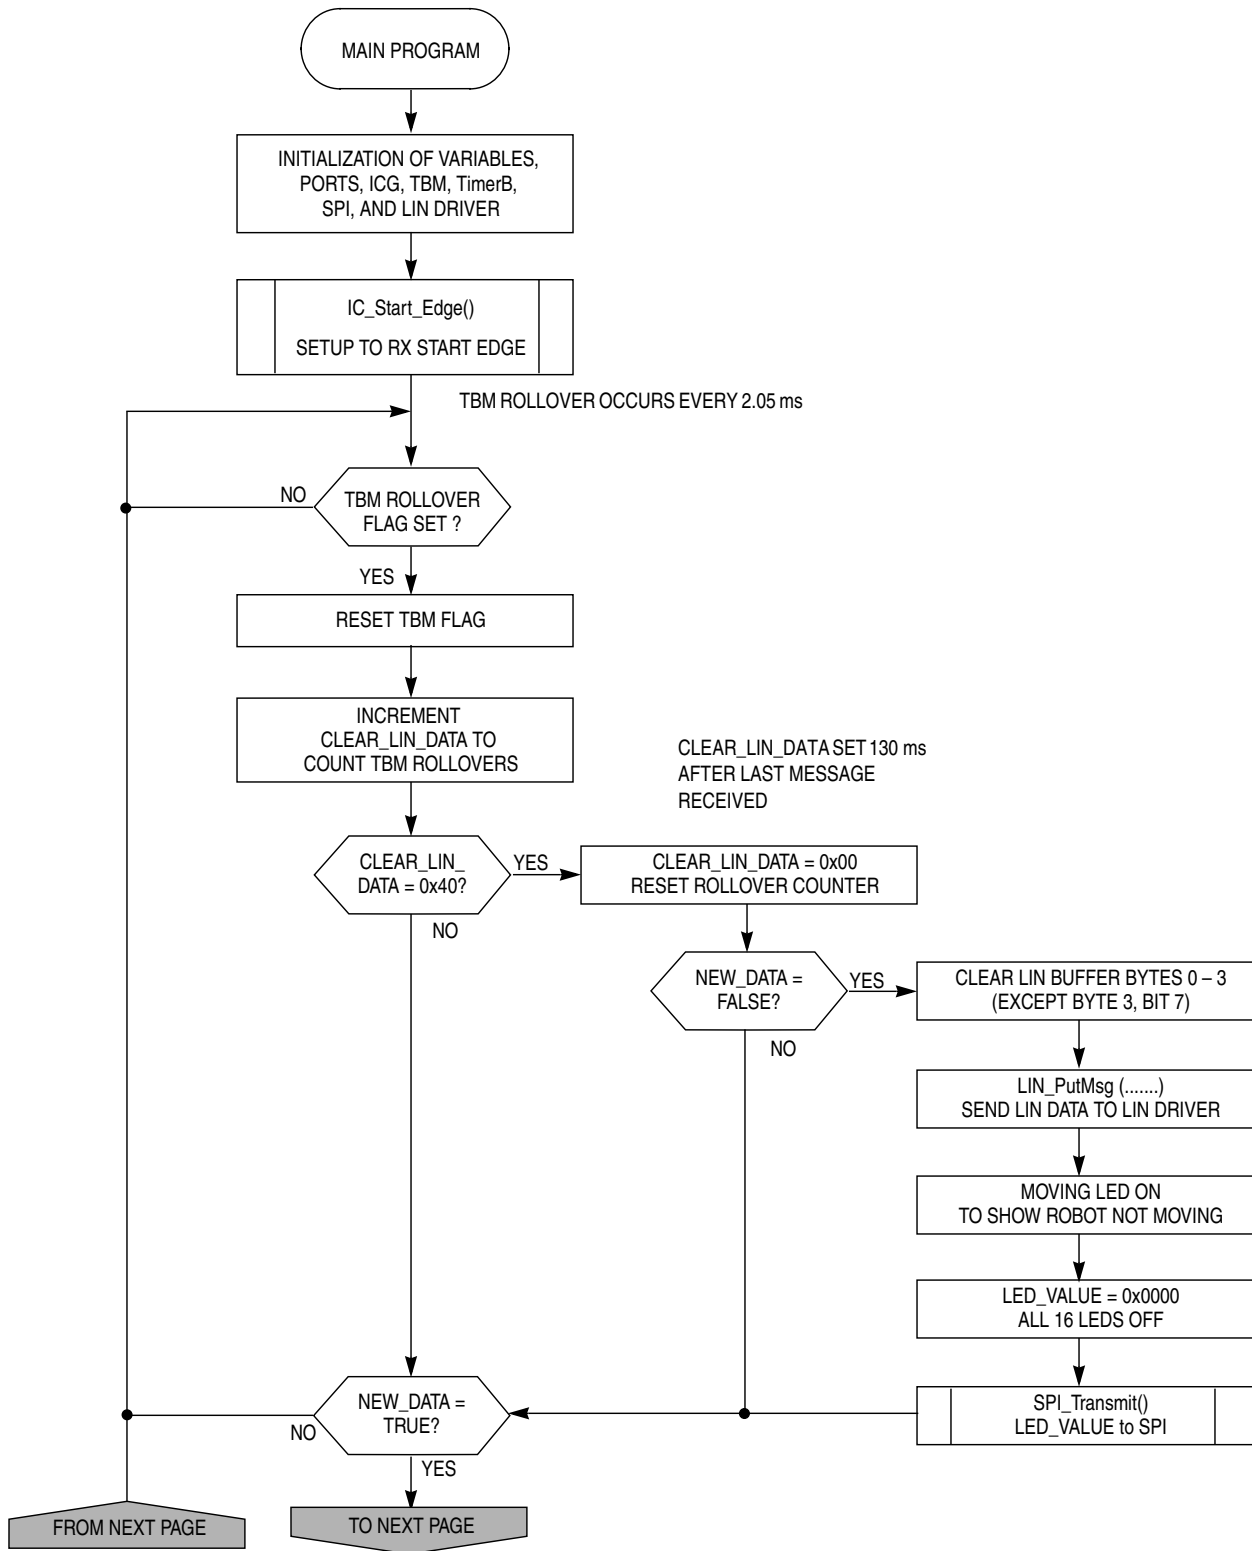 MAIN PROGRAM
INITIALIZATION OF VARIABLES,
PORTS, ICG, TBM, TimerB,
SPI, AND LIN DRIVER
IC_Start_Edge()
SETUP TO RX START EDGE
TBM ROLLOVER OCCURS EVERY 2.05 ms
NO
TBM ROLLOVER
FLAG SET ?
YES
RESET TBM FLAG
INCREMENT
CLEAR_LIN_DATA TO
COUNT TBM ROLLOVERS
CLEAR_LIN_DATA SET 130 ms
AFTER LAST MESSAGE
RECEIVED
CLEAR_LIN_
DATA = 0x40?
YES
NO
CLEAR_LIN_DATA = 0x00
RESET ROLLOVER COUNTER
NEW_DATA =
FALSE?
YES
NO
CLEAR LIN BUFFER BYTES 0 – 3
(EXCEPT BYTE 3, BIT 7)
LIN_PutMsg (.......)
SEND LIN DATA TO LIN DRIVER
MOVING LED ON
TO SHOW ROBOT NOT MOVING
LED_VALUE = 0x0000
ALL 16 LEDS OFF
SPI_Transmit()
LED_VALUE to SPI
NEW_DATA =
TRUE?
NO
YES
FROM NEXT PAGE
TO NEXT PAGE